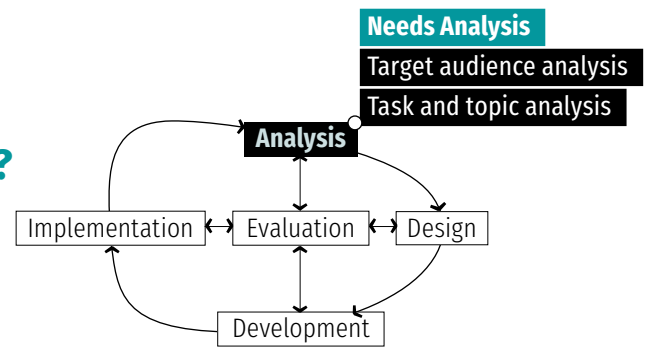 Needs Analysis
Target audience analysis
Task and topic analysis
Analysis
?
Implementation
Evaluation
Design
Development